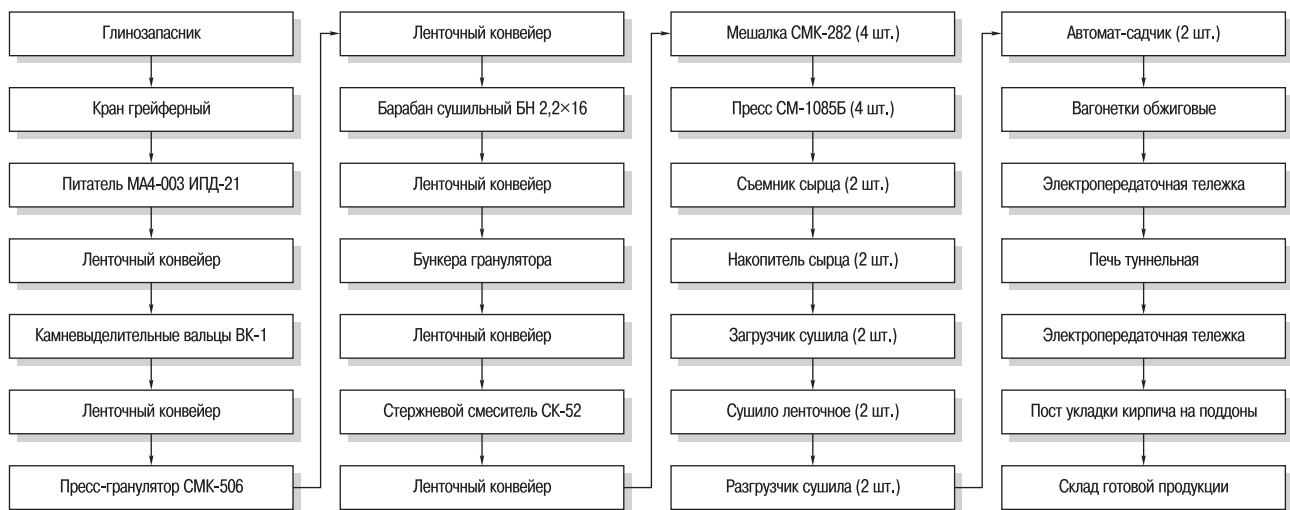 Глинозапасник
Кран грейферный
Питатель МА4-003 ИПД-21
Ленточный конвейер
Камневыделительные вальцы ВК-1
Ленточный конвейер
Пресс-гранулятор СМК-506
Ленточный конвейер
Барабан сушильный БН 2,2×16
Ленточный конвейер
Бункера гранулятора
Ленточный конвейер
Стержневой смеситель СК-52
Ленточный конвейер
Мешалка СМК-282 (4 шт.)
Пресс СМ-1085Б (4 шт.)
Съемник сырца (2 шт.)
Накопитель сырца (2 шт.)
Загрузчик сушила (2 шт.)
Сушило ленточное (2 шт.)
Разгрузчик сушила (2 шт.)
Автомат-садчик (2 шт.)
Вагонетки обжиговые
Электропередаточная тележка
Печь туннельная
Электропередаточная тележка
Пост укладки кирпича на поддоны
Склад готовой продукции